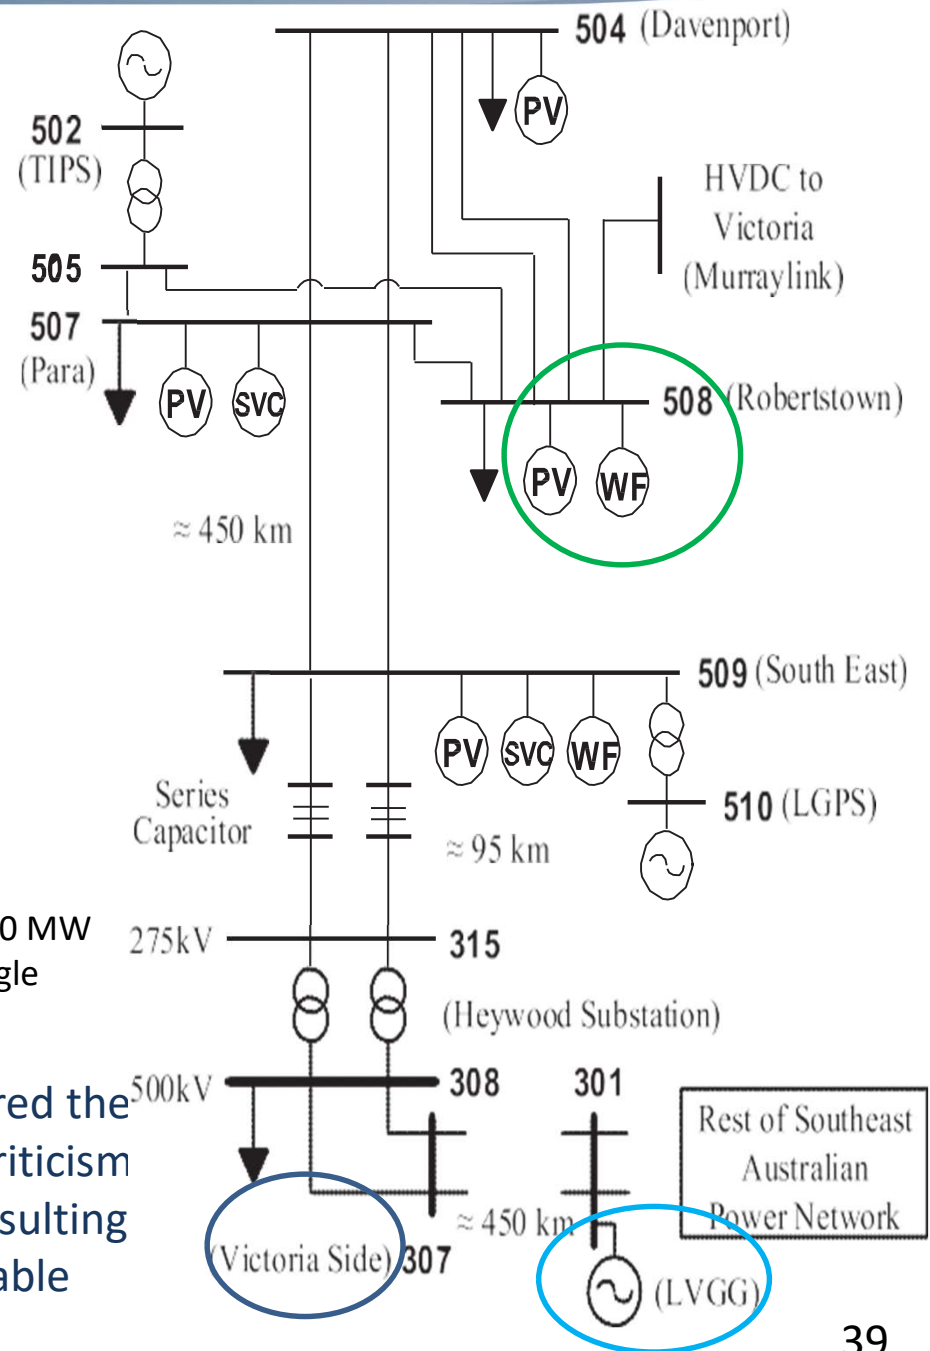 504 (Davenport)
PV
502
(TIPS)
HVDC to
Victoria
(Murraylink)
505
507
(Para)
PV SVC
508 (Robertstown)
PV WF
≈ 450 km
509 (South East)
PV SVC WF
Series
Capacitor
510 (LGPS)
≈ 95 km
0 MW
gle
275kV
315
(Heywood Substation)
500kV
308
301
red the
riticism
sulting
able
Rest of Southeast
Australian
Power Network
≈ 450 km
(Victoria Side) 307
(LVGG)
39